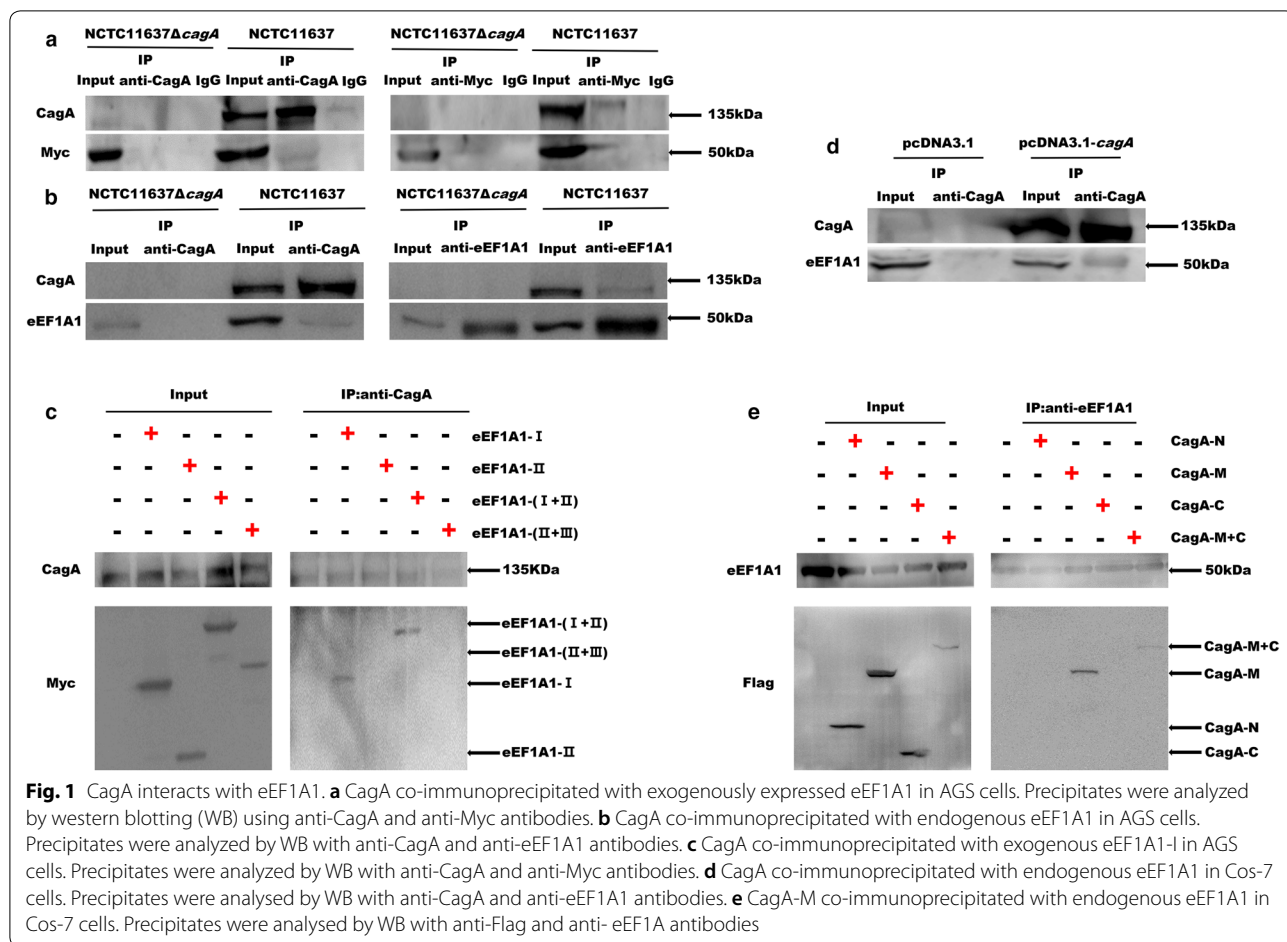 a
NCTC11637ΔcagA NCTC11637 NCTC11637ΔcagA NCTC11637
IP IP IP IP
Input anti-CagA IgG Input anti-CagA IgG Input anti-Myc IgG Input anti-Myc IgG
CagA 135kDa
Myc 50kDa
b
NCTC11637ΔcagA NCTC11637 NCTC11637ΔcagA NCTC11637
IP IP IP IP
Input anti-CagA Input anti-CagA Input anti-eEF1A1 Input anti-eEF1A1
CagA 135kDa
eEF1A1 50kDa
d
pcDNA3.1 pcDNA3.1-cagA
IP IP
Input anti-CagA Input anti-CagA
CagA 135kDa
eEF1A1 50kDa
c
Input IP:anti-CagA
- + - - - - + - - - eEF1A1-Ⅰ
- - + - - - - + - - eEF1A1-Ⅱ
- - - + - - - - + - eEF1A1-(Ⅰ+Ⅱ)
- - - - + - - - - + eEF1A1-(Ⅱ+Ⅲ)
CagA 135KDa
Myc
eEF1A1-(Ⅰ+Ⅱ)
eEF1A1-(Ⅱ+Ⅲ)
eEF1A1-Ⅰ
eEF1A1-Ⅱ
e
Input IP:anti-eEF1A1
- + - - - - + - - - CagA-N
- - + - - - - + - - CagA-M
- - - + - - - - + - CagA-C
- - - - + - - - - + CagA-M+C
eEF1A1 50kDa
Flag
CagA-M+C
CagA-M
CagA-N
CagA-C
Fig. 1 CagA interacts with eEF1A1. a CagA co-immunoprecipitated with exogenously expressed eEF1A1 in AGS cells. Precipitates were analyzed
by western blotting (WB) using anti-CagA and anti-Myc antibodies. b CagA co-immunoprecipitated with endogenous eEF1A1 in AGS cells.
Precipitates were analyzed by WB with anti-CagA and anti-eEF1A1 antibodies. c CagA co-immunoprecipitated with exogenous eEF1A1-I in AGS
cells. Precipitates were analyzed by WB with anti-CagA and anti-Myc antibodies. d CagA co-immunoprecipitated with endogenous eEF1A1 in Cos-7
cells. Precipitates were analysed by WB with anti-CagA and anti-eEF1A1 antibodies. e CagA-M co-immunoprecipitated with endogenous eEF1A1 in
Cos-7 cells. Precipitates were analysed by WB with anti-Flag and anti- eEF1A antibodies